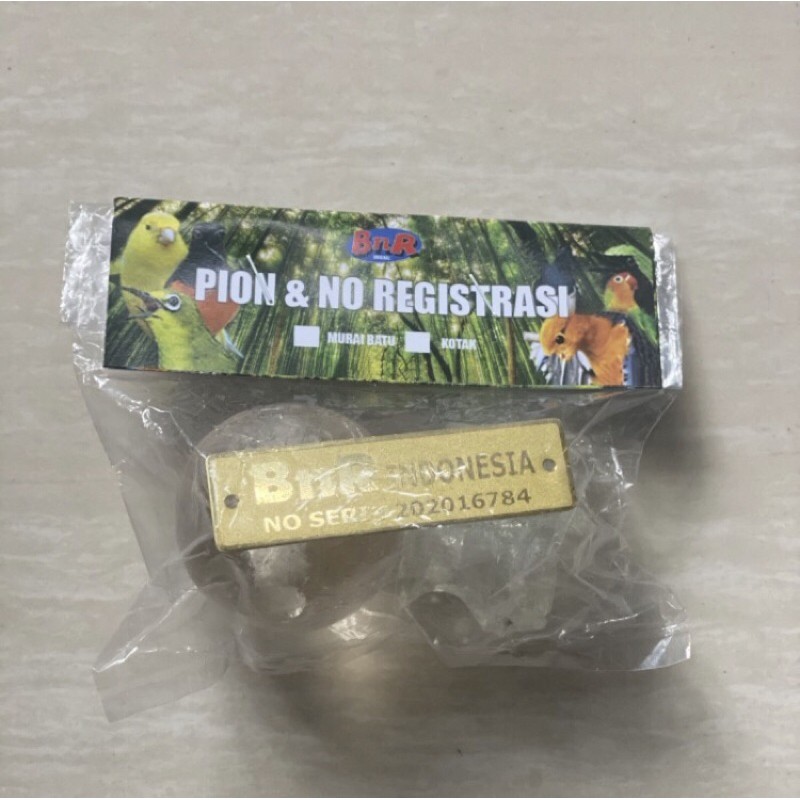 BnR
PION & NO REGISTRASI
MURAI BATU KOTAK
BnR INDONESIA
NO SERI 202016784